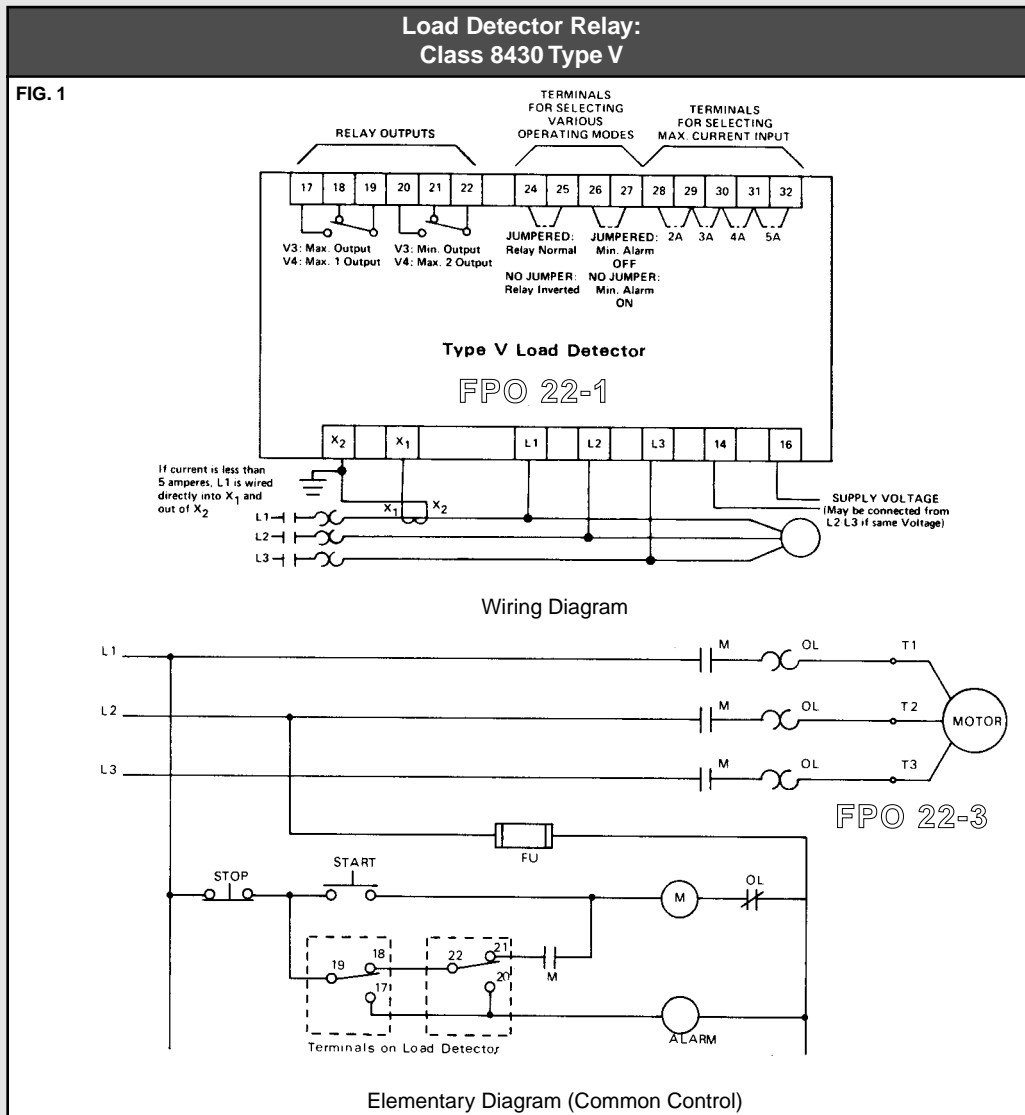 Load Detector Relay:
Class 8430 Type V
FIG. 1
RELAY OUTPUTS
TERMINALS
FOR SELECTING
VARIOUS
OPERATING MODES
TERMINALS
FOR SELECTING
MAX. CURRENT INPUT
17 18 19 20 21 22 24 25 26 27 28 29 30 31 32
2A 3A 4A 5A
V3: Max. Output
V4: Max. 1 Output
V3: Min. Output
V4: Max. 2 Output
JUMPERED:
Relay Normal
NO JUMPER:
Relay Inverted
JUMPERED:
Min. Alarm
OFF
NO JUMPER:
Min. Alarm
ON
Type V Load Detector
FPO 22-1
X2 X1 L1 L2 L3 14 16
If current is less than
5 amperes, L1 is wired
directly into X1 and
out of X2
X1 X2
L1
L2
L3
SUPPLY VOLTAGE
(May be connected from
L2 L3 if same Voltage)
Wiring Diagram
L1 M OL T1
L2 M OL T2
MOTOR
L3 M OL T3
FPO 22-3
FU
STOP START M OL
19 18 17 22 21 20 M
ALARM
Terminals on Load Detector
Elementary Diagram (Common Control)